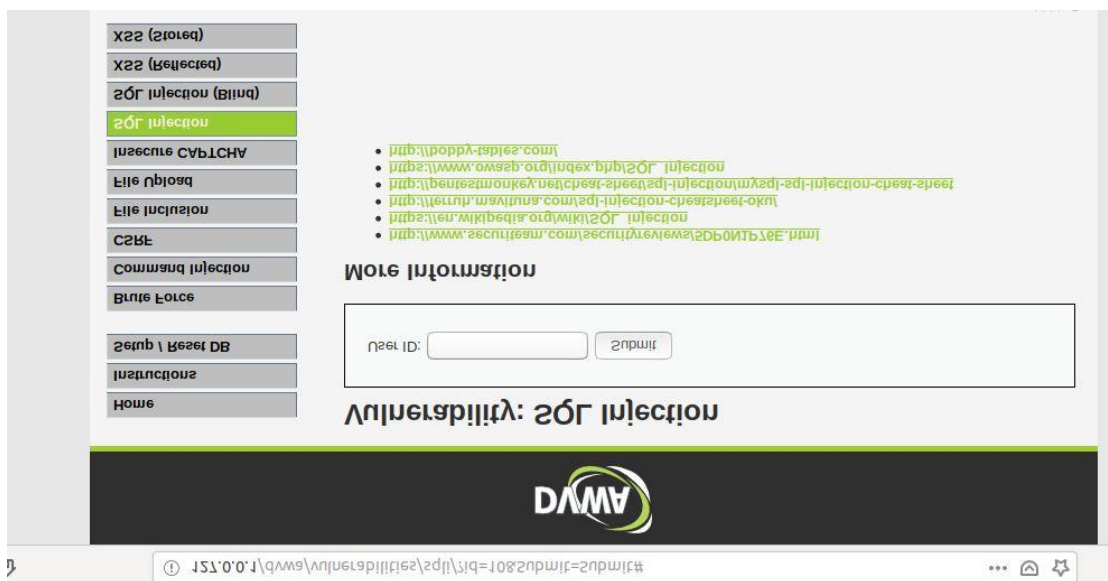 127.0.0.1/dvwa/vulnerabilities/sqli/?id=10&Submit=Submit#
DVWA
Home
Instructions
Setup / Reset DB
Brute Force
Command Injection
CSRF
File Inclusion
File Upload
Insecure CAPTCHA
SQL Injection
SQL Injection (Blind)
XSS (Reflected)
XSS (Stored)
Vulnerability: SQL Injection
User ID:
Submit
More Information
http://www.securiteam.com/securityreviews/5DP0N1P76E.html
https://en.wikipedia.org/wiki/SQL_injection
http://ferruh.mavituna.com/sql-injection-cheatsheet-oku/
http://pentestmonkey.net/cheat-sheet/sql-injection/mysql-sql-injection-cheat-sheet
https://www.owasp.org/index.php/SQL_Injection
http://bobby-tables.com/